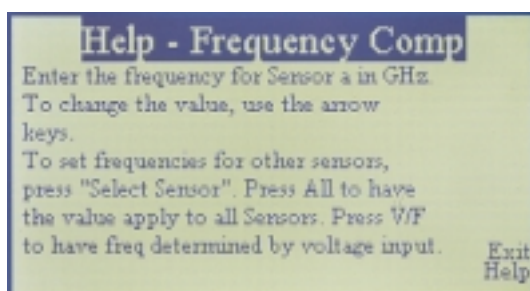 Help - Frequency Comp
Enter the frequency for Sensor a in GHz.
To change the value, use the arrow
keys.
To set frequencies for other sensors,
press "Select Sensor". Press All to have
the value apply to all Sensors. Press V/F
to have freq determined by voltage input.
Exit
Help